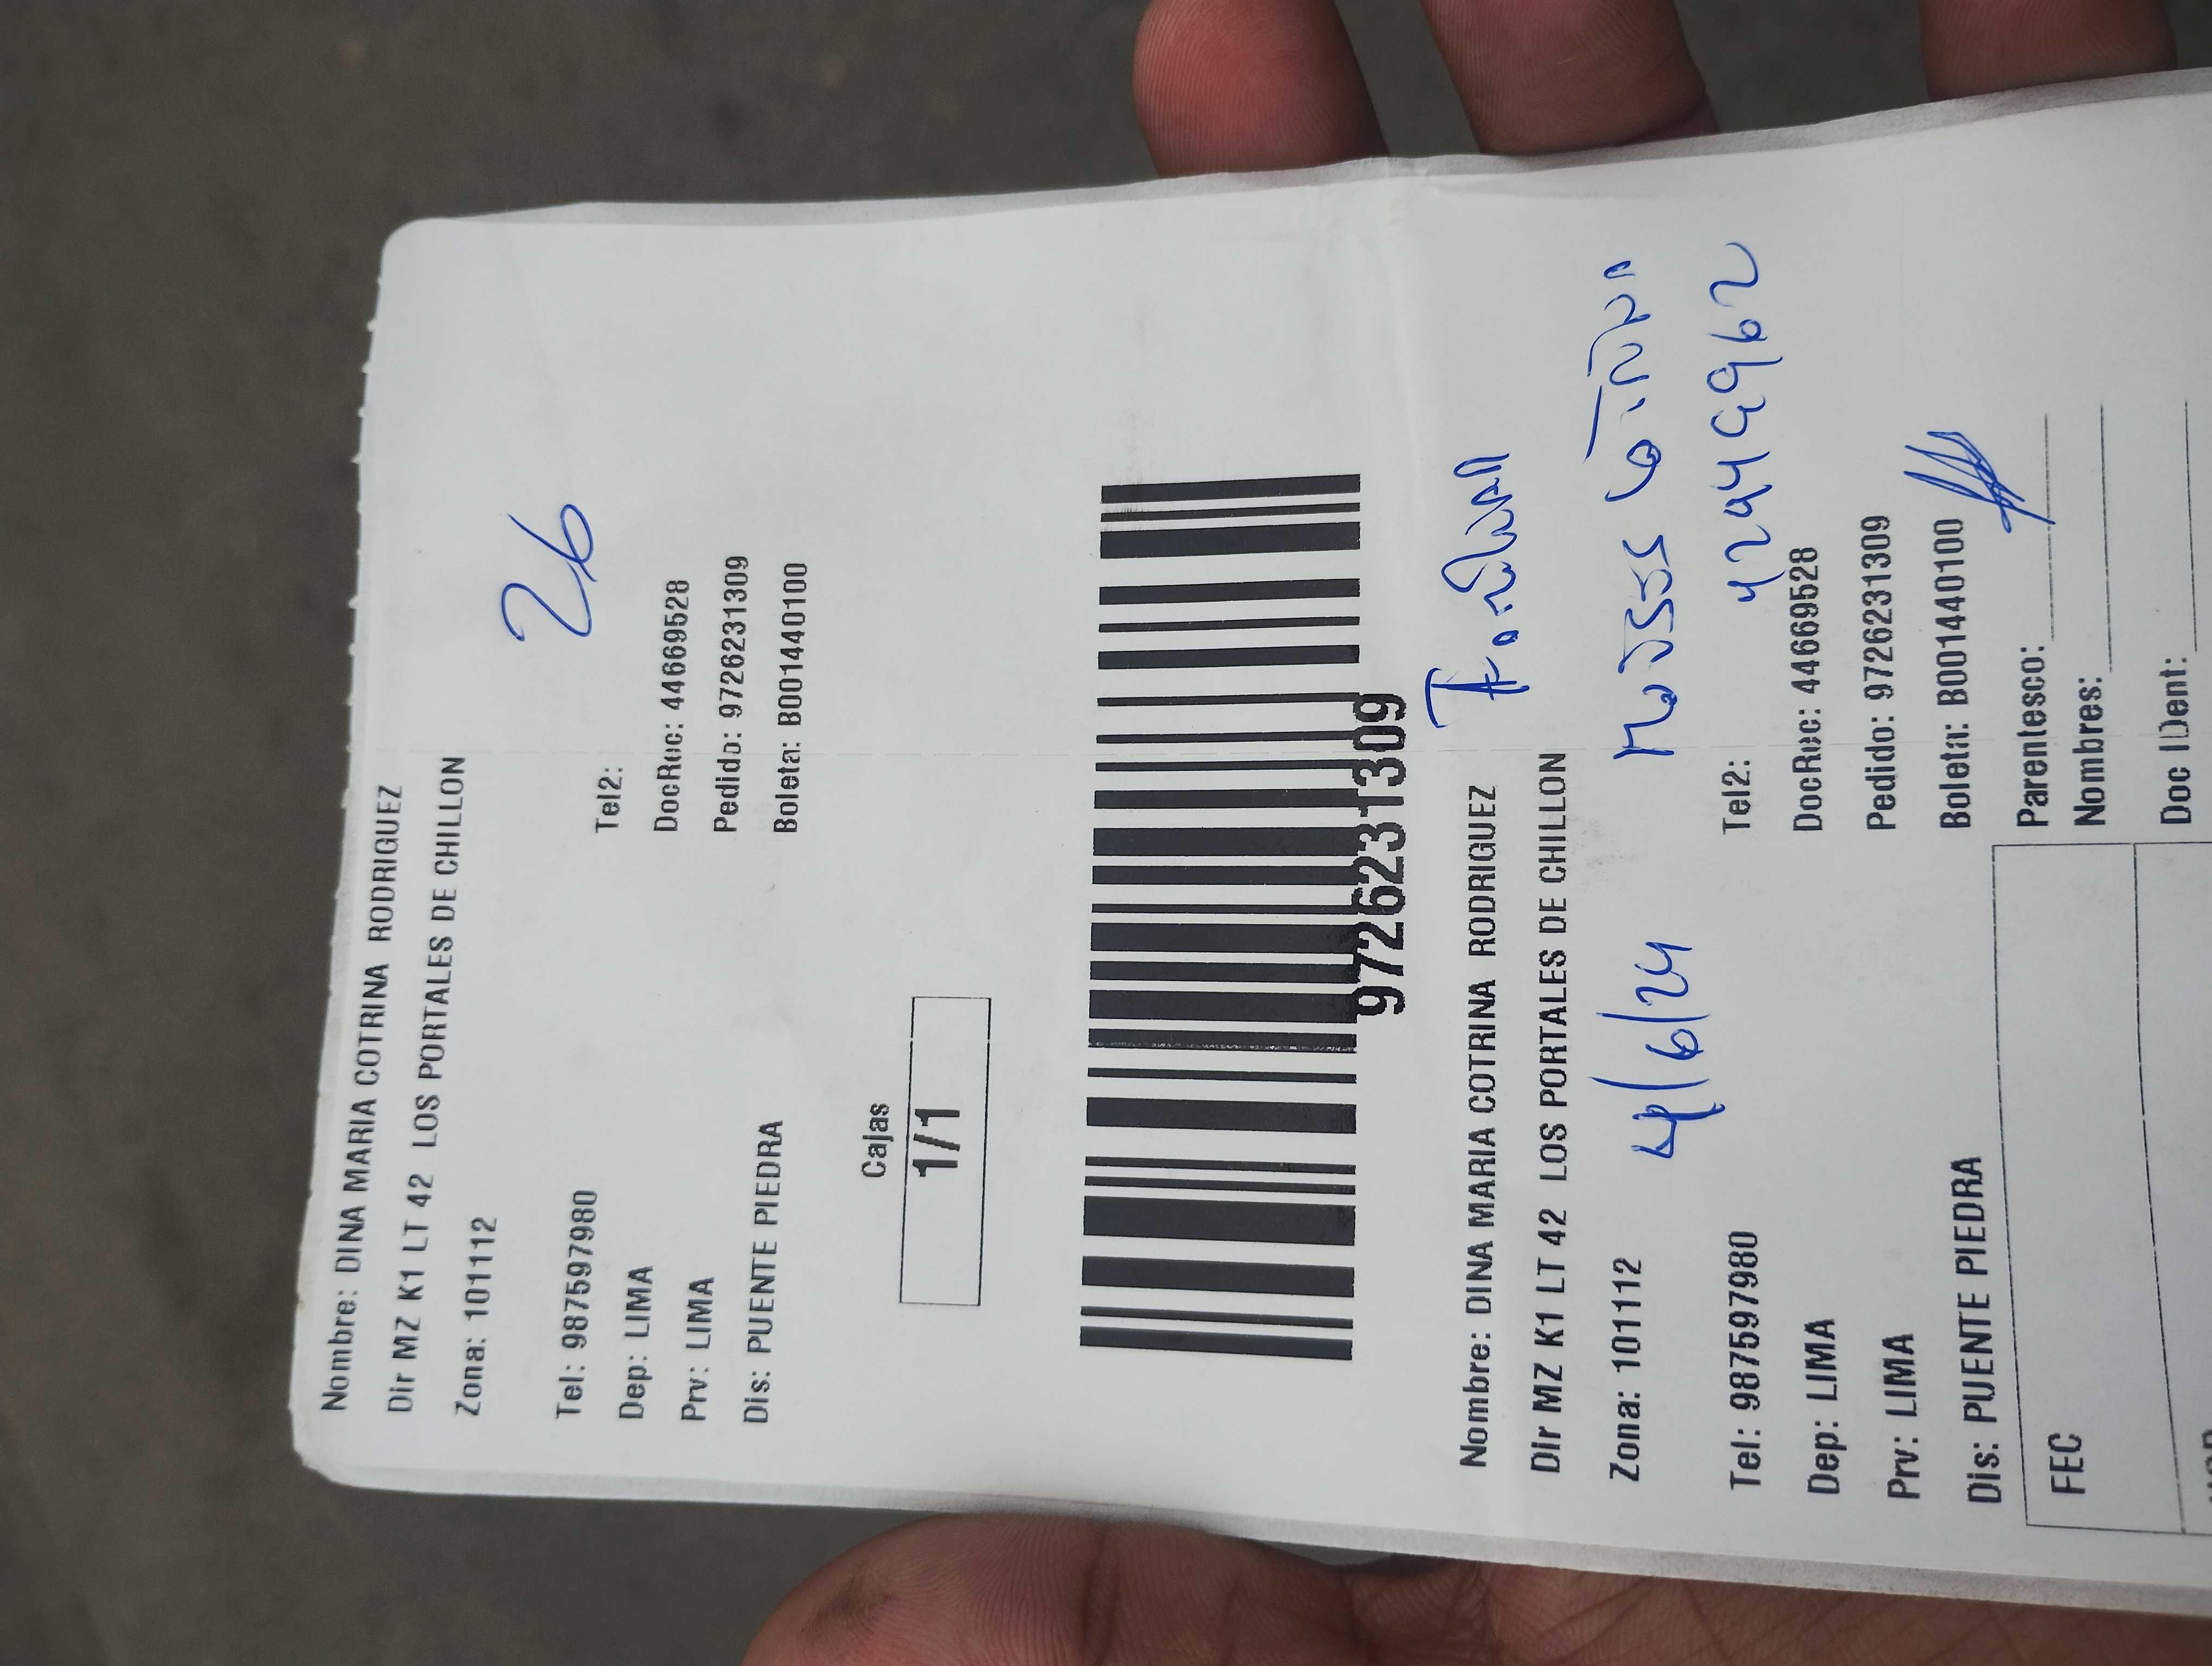 Nombre: DINA MARIA COTRINA RODRIGUEZ
Dir MZ K1 LT 42 LOS PORTALES DE CHILLON
Zona: 101112
26
Tel: 987597980 Tel2:
Dep: LIMA DocRuc: 44669528
Prv: LIMA Pedido: 97262231309
Dis: PUENTE PIEDRA Boleta: B001440100
Cajas
1/1
9726231309
Nombre: DINA MARIA COTRINA RODRIGUEZ
Dir MZ K1 LT 42 LOS PORTALES DE CHILLON
Zona: 101112
4/6/24
42449962
Tel: 987597980 Tel2:
Dep: LIMA DocRuc: 44669528
Prv: LIMA Pedido: 9726231309
Dis: PUENTE PIEDRA Boleta: B001440100
FEC
Parentesco:
Nombres:
Doc IDent: